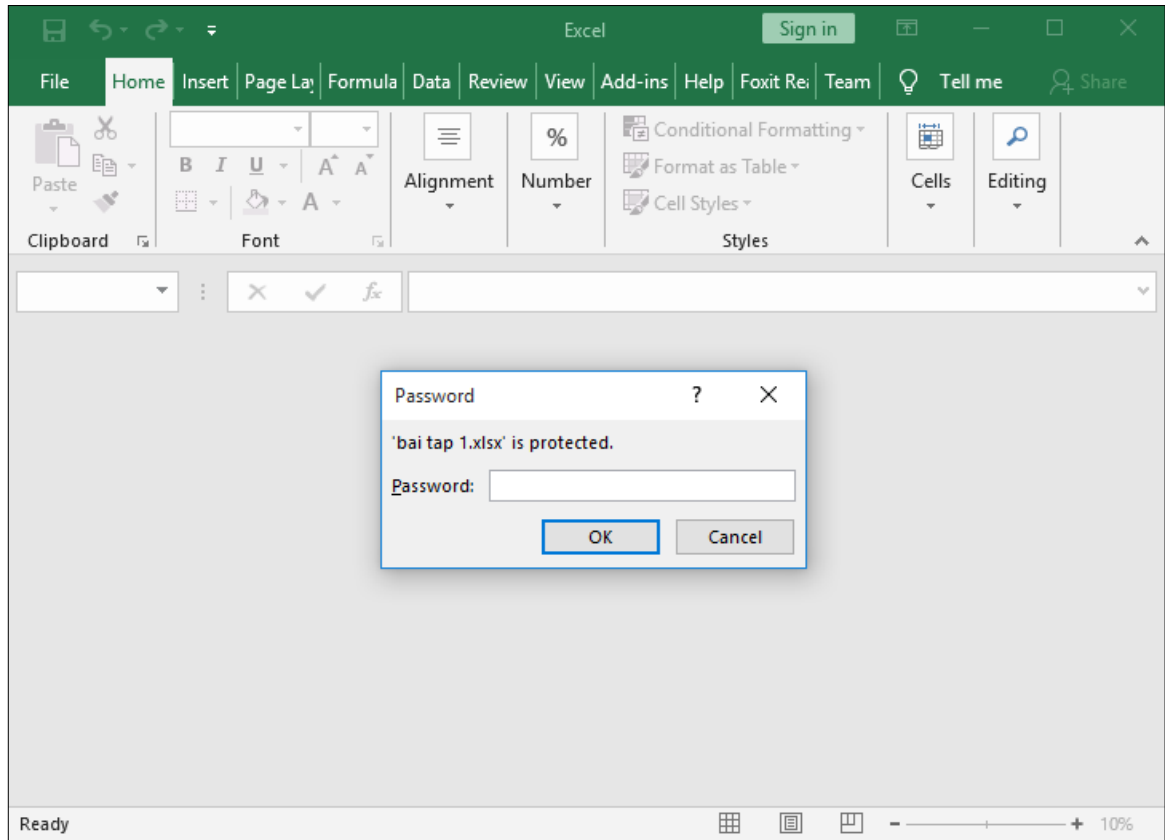 Excel Sign in
File Home Insert Page Lay Formula Data Review View Add-ins Help Foxit Rea Team Tell me Share
Paste
B I U A A
A
Clipboard
Font
Alignment
%
Number
Conditional Formatting
Format as Table
Cell Styles
Styles
Cells
Editing
fx
Password ?
'bai tap 1.xlsx' is protected.
Password:
OK Cancel
Ready 10%